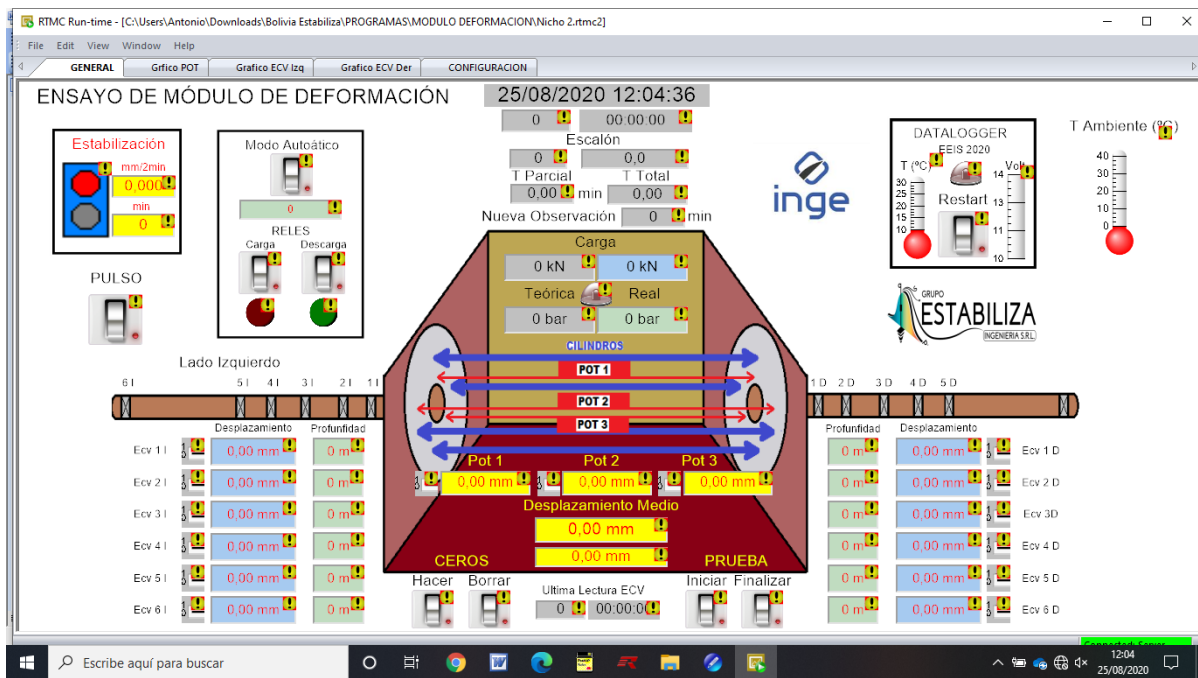 RTMC Run-time - [C:\Users\Antonio\Downloads\Bolivia Estabiliza\PROGRAMAS\MODULO DEFORMACION\Nicho 2.rtmc2]
File Edit View Window Help
GENERAL Grfico POT Grafico ECV Izq Grafico ECV Der CONFIGURACION
ENSAYO DE MÓDULO DE DEFORMACIÓN
25/08/2020 12:04:36
0 00:00:00
Escalón
0 0,0
T Parcial T Total
0,00 min 0,00
Nueva Observación 0 min
Estabilización
mm/2min
0,000
min
0
PULSO
Modo Autoático
0
RELES
Carga Descarga
inge
DATALOGGER
EEIS 2020
T (ºC) Volt
30
25
20
15
10
Restart
14
13
11
10
T Ambiente (ºC)
40
30
20
10
0
GRUPO
ESTABILIZA
INGENIERIA S.R.L.
Carga
0 kN 0 kN
Teórica Real
0 bar 0 bar
CILINDROS
POT 1
POT 2
POT 3
Lado Izquierdo
6 I 5 I 4 I 3 I 2 I 1 I
1 D 2 D 3 D 4 D 5 D
Desplazamiento Profunfidad
Ecv 1 I 0,00 mm 0 m
Ecv 2 I 0,00 mm 0 m
Ecv 3 I 0,00 mm 0 m
Ecv 4 I 0,00 mm 0 m
Ecv 5 I 0,00 mm 0 m
Ecv 6 I 0,00 mm 0 m
Pot 1 Pot 2 Pot 3
0,00 mm 0,00 mm 0,00 mm
Desplazamiento Medio
0,00 mm
0,00 mm
CEROS PRUEBA
Hacer Borrar
Ultima Lectura ECV
0 00:00:0
Iniciar Finalizar
Profunfidad Desplazamiento
0 m 0,00 mm Ecv 1 D
0 m 0,00 mm Ecv 2 D
0 m 0,00 mm Ecv 3D
0 m 0,00 mm Ecv 4 D
0 m 0,00 mm Ecv 5 D
0 m 0,00 mm Ecv 6 D
Escribe aquí para buscar
12:04
25/08/2020